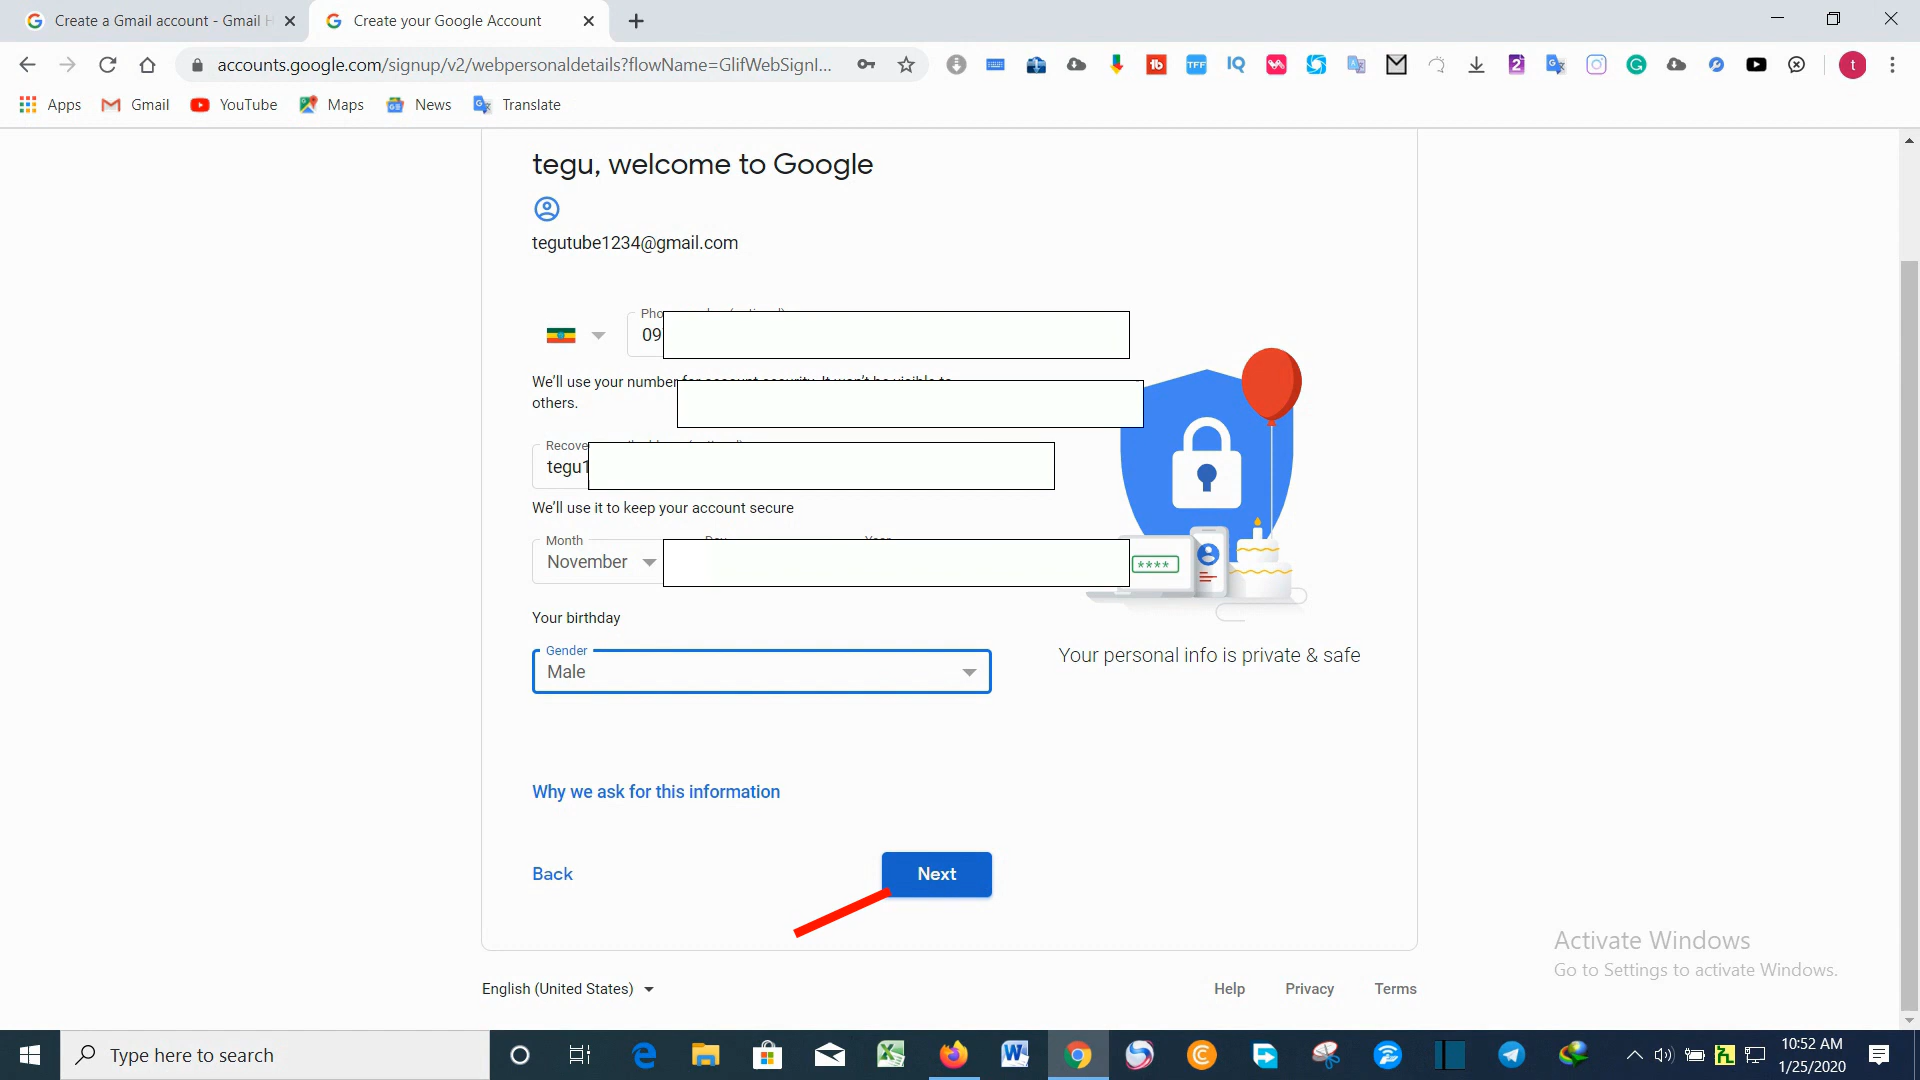 Create a Gmail account - Gmail H
Create your Google Account
accounts.google.com/signup/v2/webpersonaldetails?flowName=GlifWebSignI...
Apps
Gmail
YouTube
Maps
News
Translate
tegu, welcome to Google
tegutube1234@gmail.com
09
We'll use your number
others.
tegu1
We'll use it to keep your account secure
Month
November
Your birthday
Gender
Male
****
Your personal info is private & safe
Why we ask for this information
Back
Next
Activate Windows
Go to Settings to activate Windows.
English (United States)
Help
Privacy
Terms
Type here to search
10:52 AM
1/25/2020